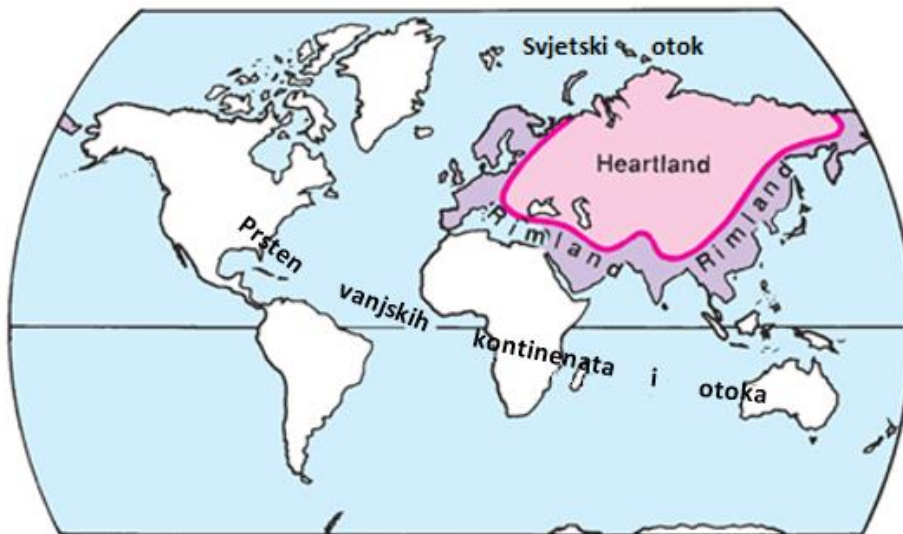 Svjetski otok
Heartland
Rimland
Rimland
Prsten vanjskih kontinenata i otoka